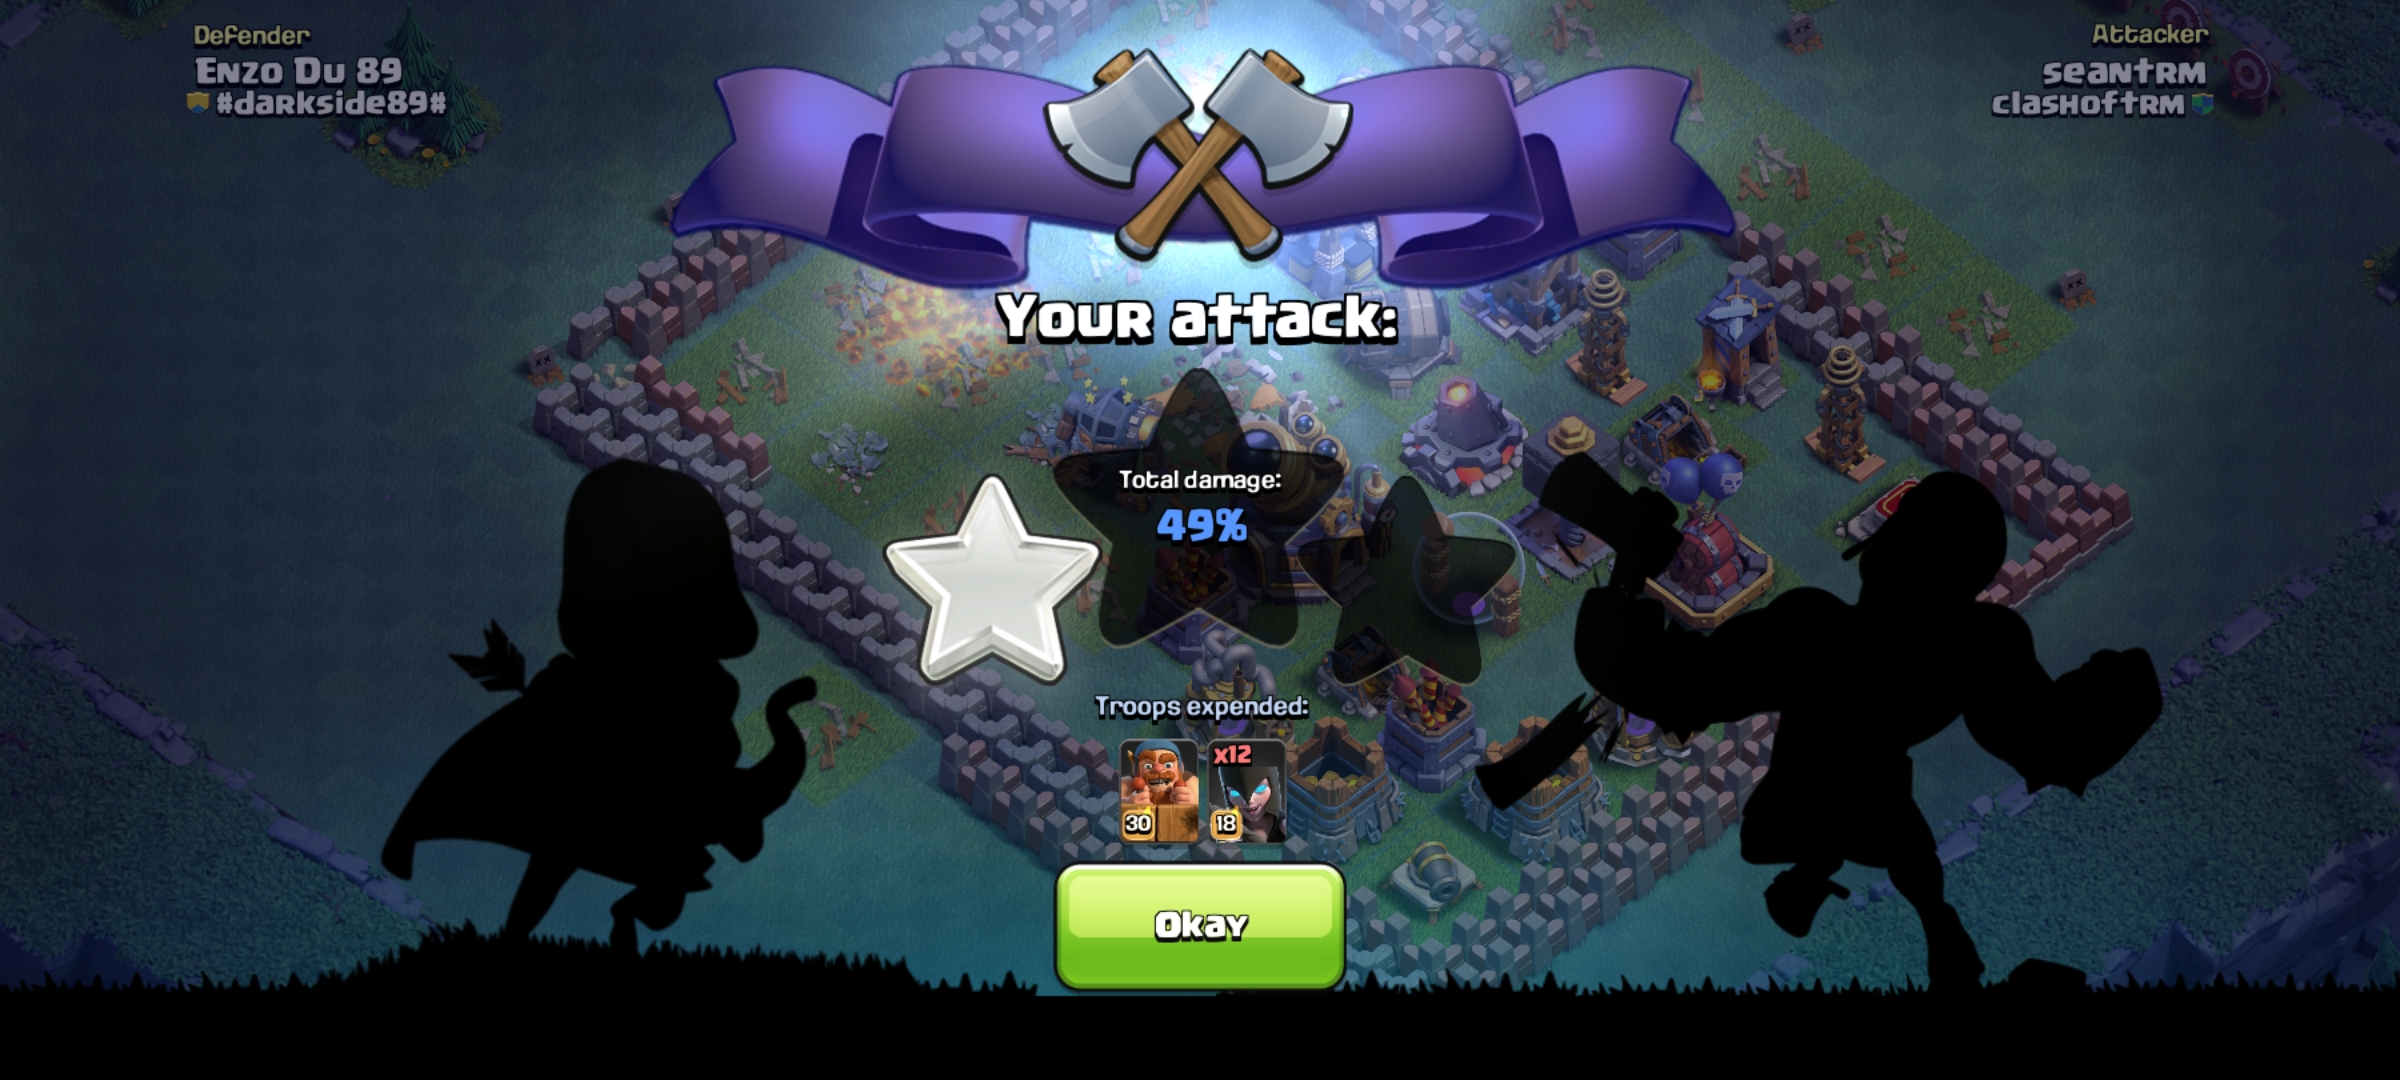 Defender
Enzo Du 89
#darkside89#
Attacker
seantRM
clashoftRM
Your attack:
Total damage:
49%
Troops expended:
x12
30
18
Okay